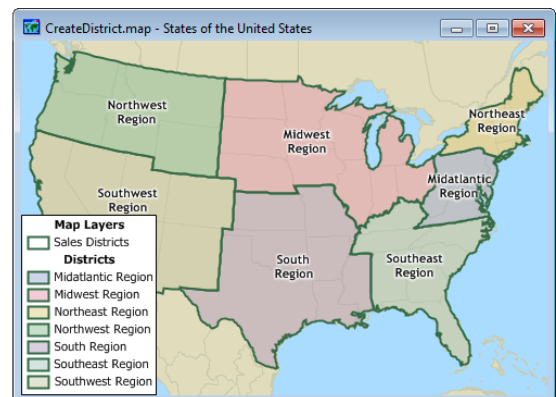 CreateDistrict.map - States of the United States
Northwest
Region
Midwest
Region
Northeast
Region
Midatlantic
Region
Southwest
Region
South
Region
Southeast
Region
Map Layers
Sales Districts
Districts
Midatlantic Region
Midwest Region
Northeast Region
Northwest Region
South Region
Southeast Region
Southwest Region